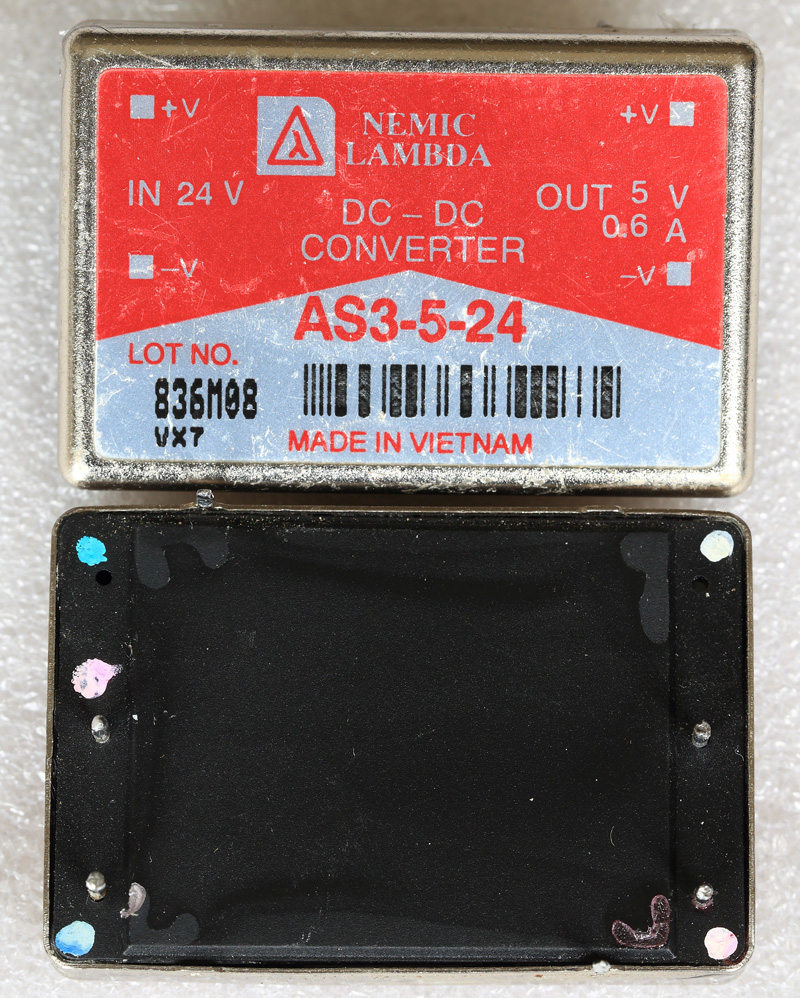 +V
NEMIC
+V
LAMBDA
IN 24 V
OUT 5 V
0.6 A
DC – DC
CONVERTER
–V
–V
AS3-5-24
LOT NO.
836M08
VX7
MADE IN VIETNAM